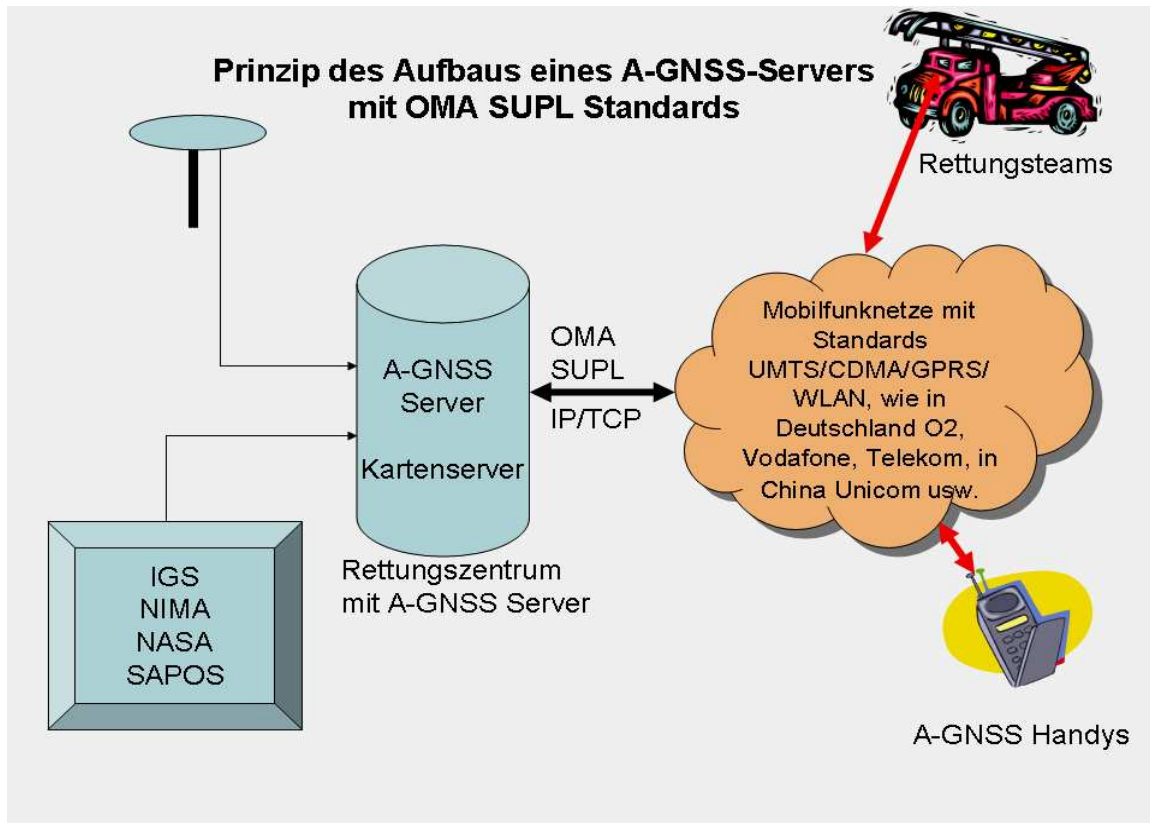 Prinzip des Aufbaus eines A-GNSS-Servers
mit OMA SUPL Standards
Rettungsteams
Mobilfunknetze mit
Standards
UMTS/CDMA/GPRS/
WLAN, wie in
Deutschland O2,
Vodafone, Telekom, in
China Unicom usw.
OMA
SUPL
IP/TCP
A-GNSS
Server
Kartenserver
Rettungszentrum
mit A-GNSS Server
IGS
NIMA
NASA
SAPOS
A-GNSS Handys